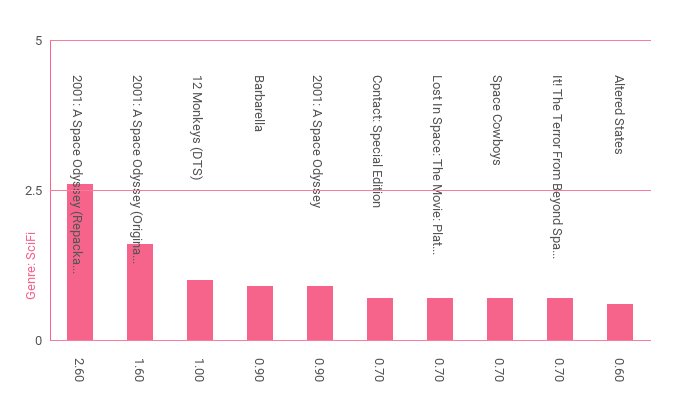 5
2.5
0
Genre: SciFi
2001: A Space Odyssey (Repacka...
2001: A Space Odyssey (Origina...
12 Monkeys (DTS)
Barbarella
2001: A Space Odyssey
Contact: Special Edition
Lost In Space: The Movie: Plat...
Space Cowboys
It! The Terror From Beyond Spa...
Altered States
2.60
1.60
1.00
0.90
0.90
0.70
0.70
0.70
0.70
0.60